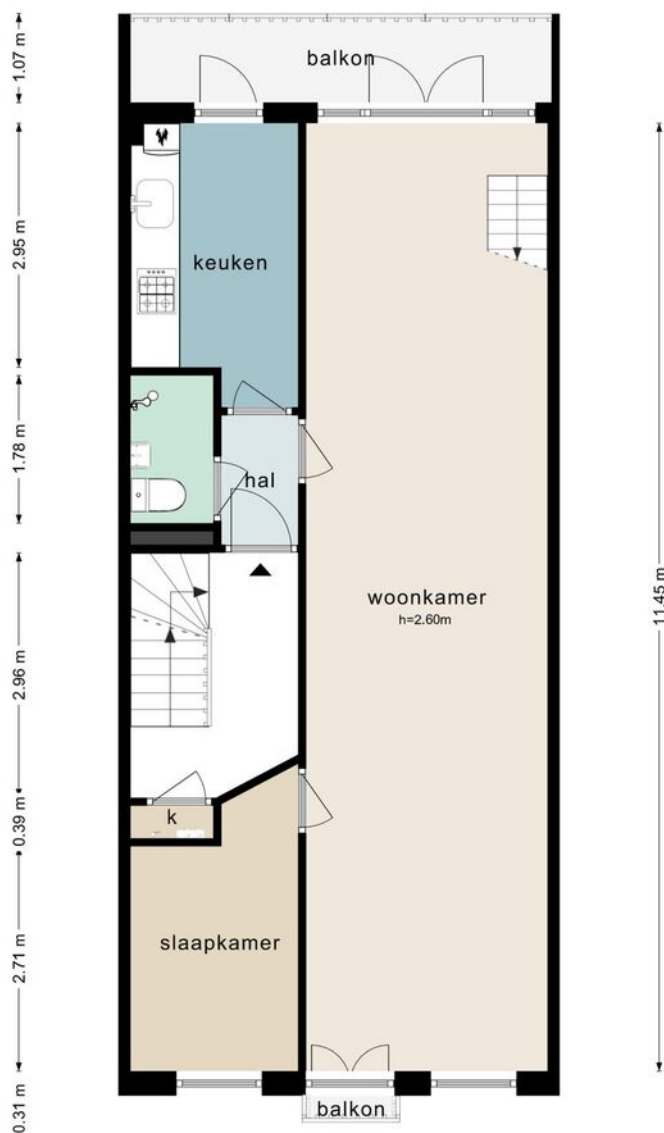 balkon
1.07 m
2.95 m
keuken
1.78 m
hal
woonkamer
h=2.60m
11.45 m
2.96 m
0.39 m
k
slaapkamer
2.71 m
0.31 m
balkon